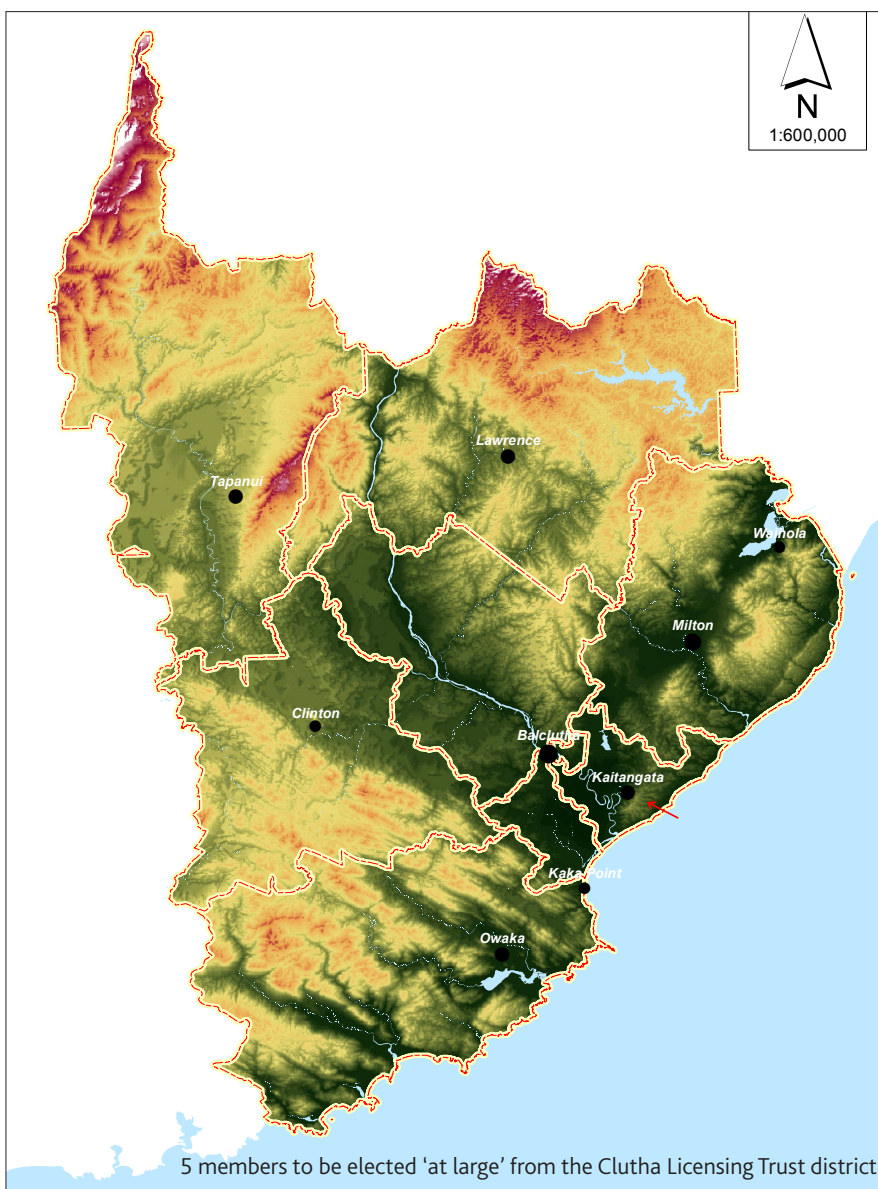 N
1:600,000
Lawrence
Tapanui
Waihola
Milton
Clinton
Balclutha
Kaitangata
Kaka Point
Owaka
5 members to be elected ‘at large’ from the Clutha Licensing Trust district